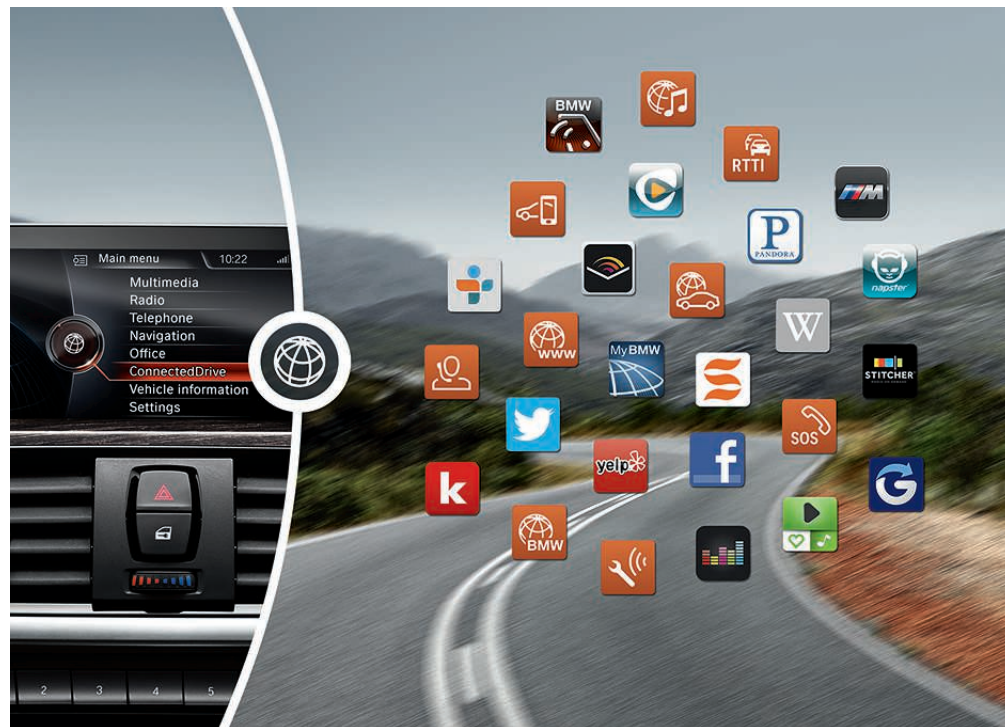 Main menu 10:22
Multimedia
Radio
Telephone
Navigation
Office
ConnectedDrive
Vehicle information
Settings
2 3 4 5
BMW
RTTI
M
P
PANDORA
napster
www
MyBMW
W
STITCHER
SOS
yelp
f
k
G
BMW